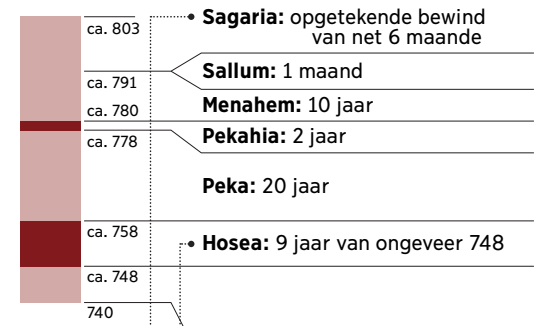 ca. 803
Sagaria: opgetekende bewind
van net 6 maande
ca. 791
Sallum: 1 maand
ca. 780
Menahem: 10 jaar
ca. 778
Pekahia: 2 jaar
Peka: 20 jaar
ca. 758
Hosea: 9 jaar van ongeveer 748
ca. 748
740